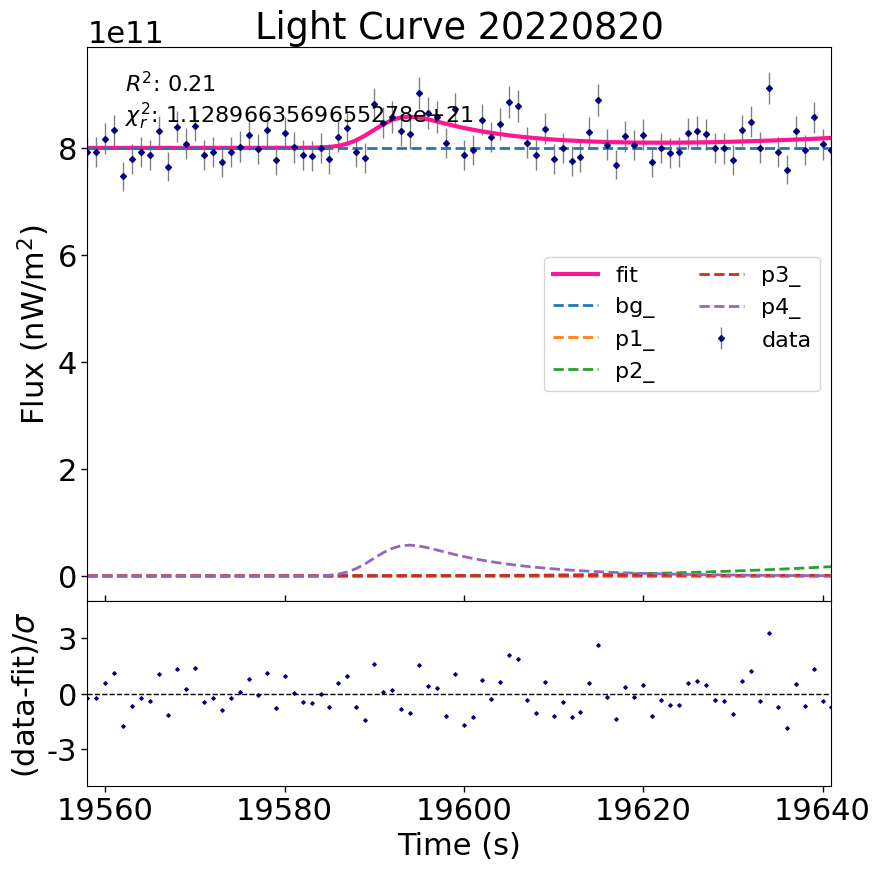 Light Curve 20220820
1e11
R²: 0.21
χ²ᵣ: 1.1289663569655278e+21
8
6
4
2
0
Flux (nW/m²)
fit
bg_
p1_
p2_
p3_
p4_
data
3
0
-3
(data-fit)/σ
19560 19580 19600 19620 19640
Time (s)